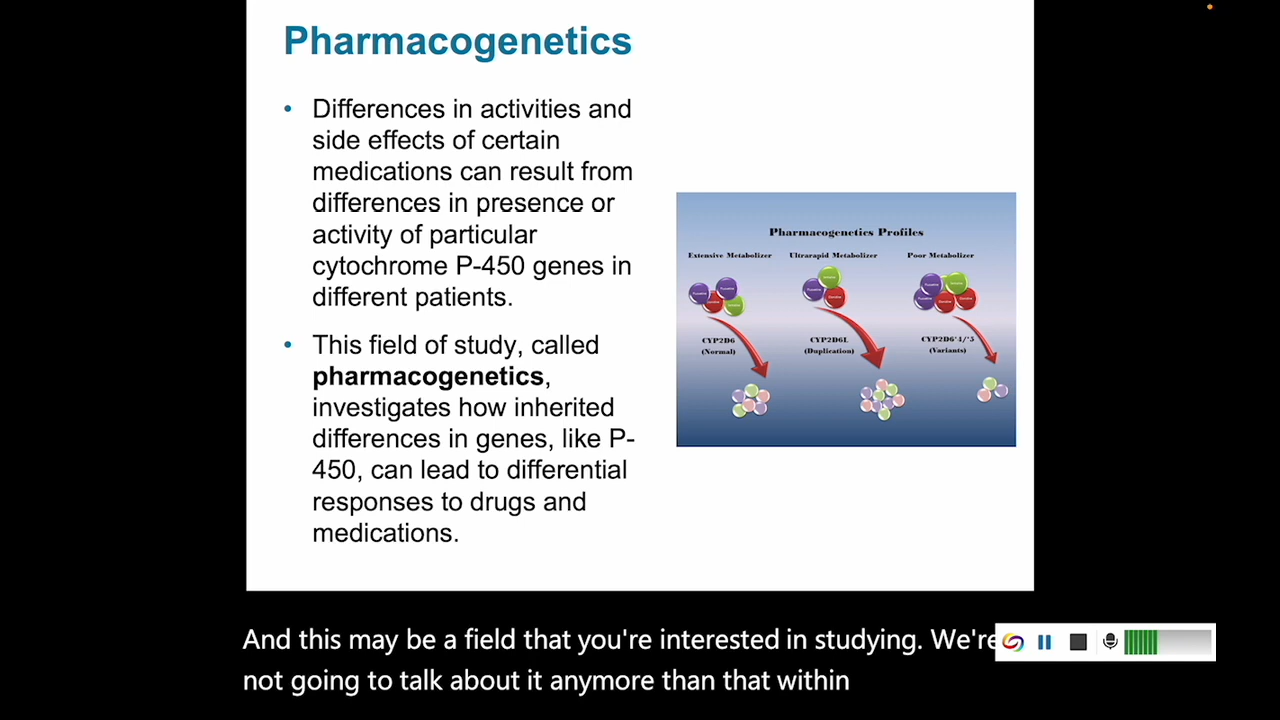 Pharmacogenetics
• Differences in activities and
side effects of certain
medications can result from
differences in presence or
activity of particular
cytochrome P-450 genes in
different patients.
• This field of study, called
pharmacogenetics,
investigates how inherited
differences in genes, like P-
450, can lead to differential
responses to drugs and
medications.
Pharmacogenetics Profiles
Extensive Metabolizer Ultrarapid Metabolizer Poor Metabolizer
CYP2D6 CYP2D6L CYP2D6*4/*5
(Normal) (Duplication) (Variants)
And this may be a field that you're interested in studying. We're
not going to talk about it anymore than that within